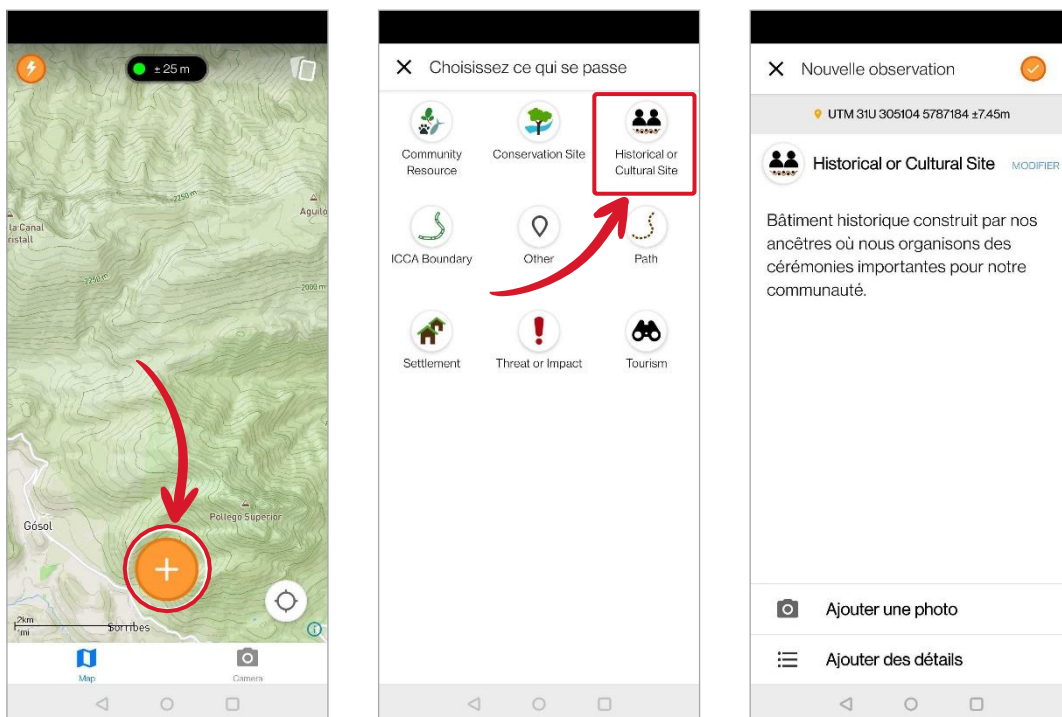 ± 25 m
2250 m
Aguilo
la Canal
ristall
2250 m
2000 m
Pollego Superior
Gósol
2km
1mi
Sorribes
Map
Camera
Choisissez ce qui se passe
Community
Resource
Conservation Site
Historical or
Cultural Site
ICCA Boundary
Other
Path
Settlement
Threat or Impact
Tourism
Nouvelle observation
UTM 31U 305104 5787184 ±7.45m
Historical or Cultural Site MODIFIER
Bâtiment historique construit par nos
ancêtres où nous organisons des
cérémonies importantes pour notre
communauté.
Ajouter une photo
Ajouter des détails